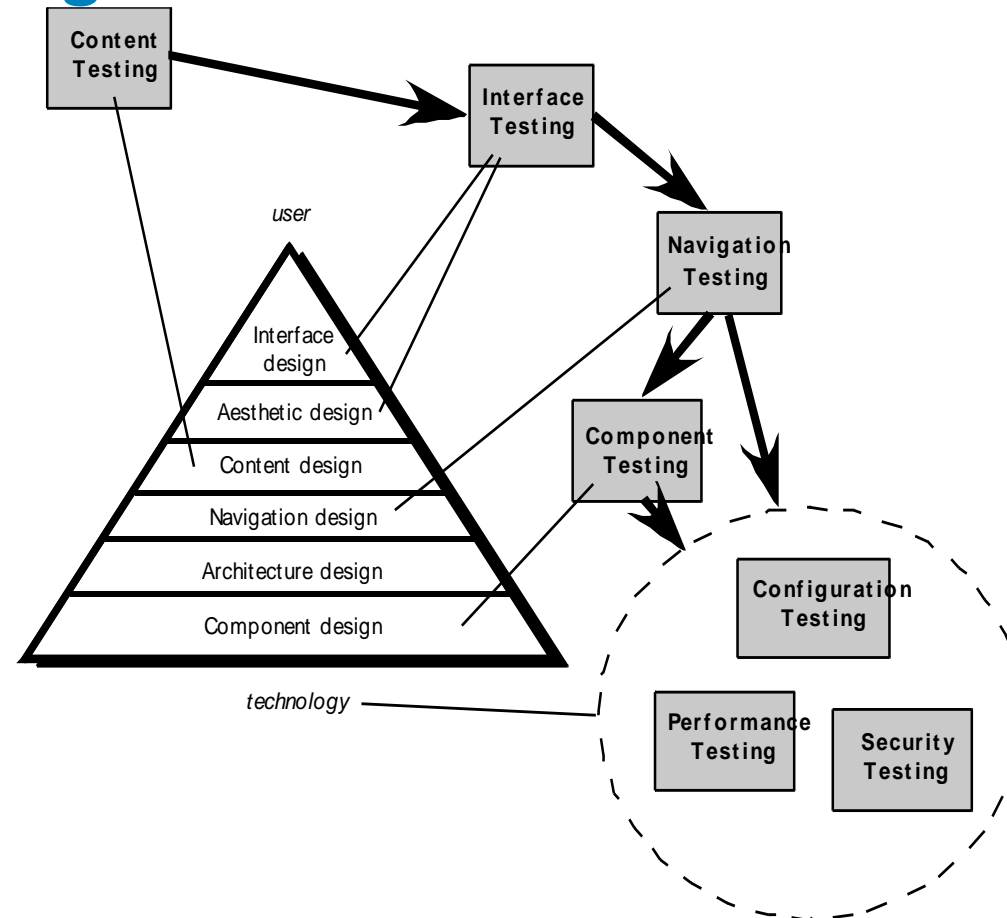 Content
Testing
Interface
Testing
user
Navigation
Testing
Interface
design
Aesthetic design
Component
Testing
Content design
Navigation design
Architecture design
Component design
Configuration
Testing
technology
Performance
Testing
Security
Testing